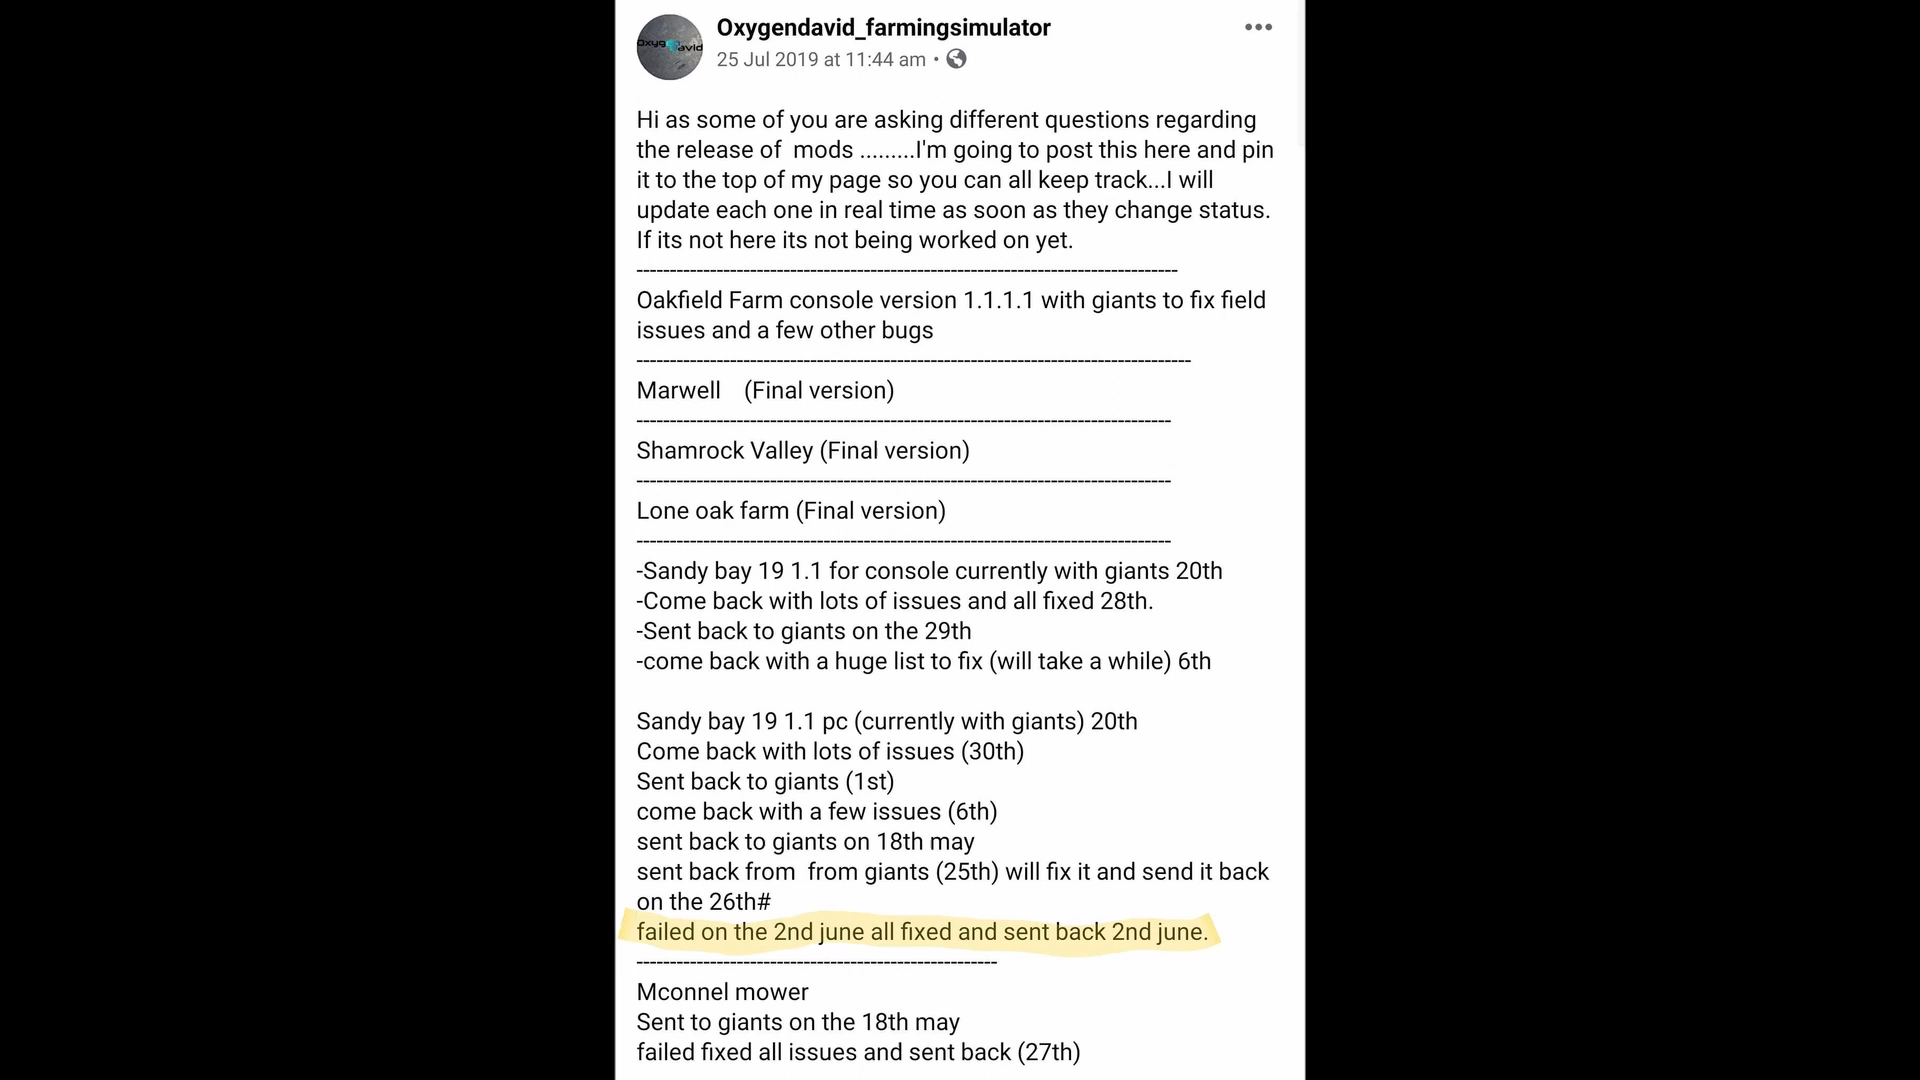 Oxygendavid_farmingsimulator
25 Jul 2019 at 11:44 am •
Hi as some of you are asking different questions regarding
the release of  mods .........I'm going to post this here and pin
it to the top of my page so you can all keep track...I will
update each one in real time as soon as they change status.
If its not here its not being worked on yet.
---------------------------------------------------------------------------------
Oakfield Farm console version 1.1.1.1 with giants to fix field
issues and a few other bugs
-----------------------------------------------------------------------------------
Marwell    (Final version)
--------------------------------------------------------------------------------
Shamrock Valley (Final version)
--------------------------------------------------------------------------------
Lone oak farm (Final version)
--------------------------------------------------------------------------------
-Sandy bay 19 1.1 for console currently with giants 20th
-Come back with lots of issues and all fixed 28th.
-Sent back to giants on the 29th
-come back with a huge list to fix (will take a while) 6th
Sandy bay 19 1.1 pc (currently with giants) 20th
Come back with lots of issues (30th)
Sent back to giants (1st)
come back with a few issues (6th)
sent back to giants on 18th may
sent back from  from giants (25th) will fix it and send it back
on the 26th#
failed on the 2nd june all fixed and sent back 2nd june.
------------------------------------------------------
Mconnel mower
Sent to giants on the 18th may
failed fixed all issues and sent back (27th)